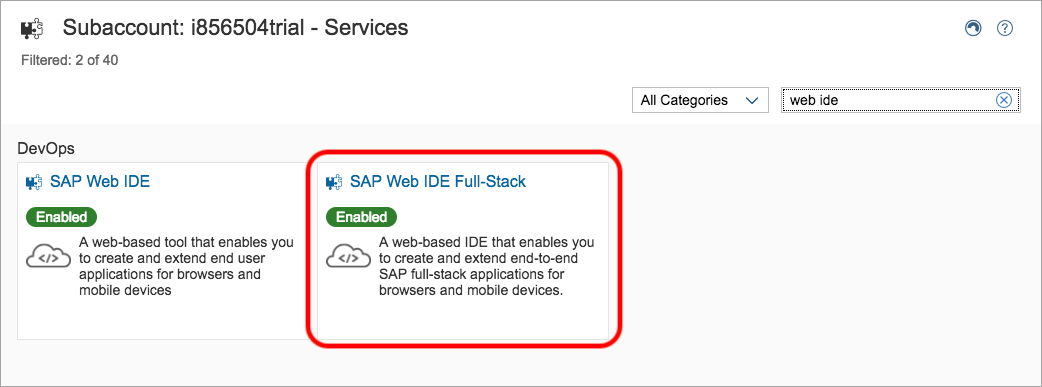 Subaccount: i856504trial - Services
Filtered: 2 of 40
All Categories
web ide
DevOps
SAP Web IDE
Enabled
A web-based tool that enables you
to create and extend end user
applications for browsers and
mobile devices
SAP Web IDE Full-Stack
Enabled
A web-based IDE that enables you
to create and extend end-to-end
SAP full-stack applications for
browsers and mobile devices.